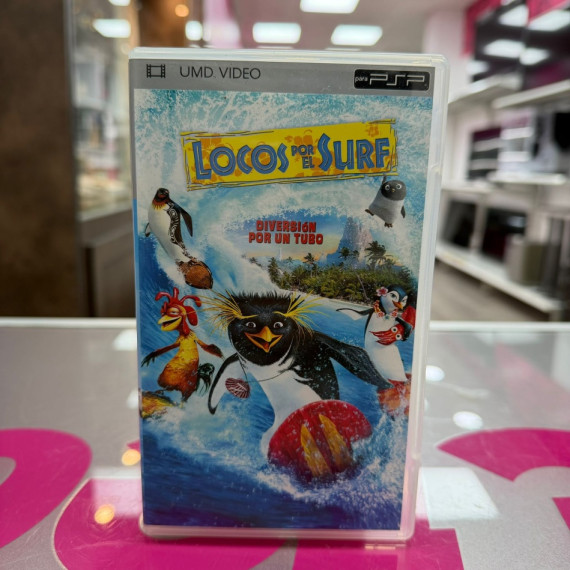 UMD. VIDEO
para PSP
LOCOS POR EL SURF
DIVERSIÓN
POR UN TUBO